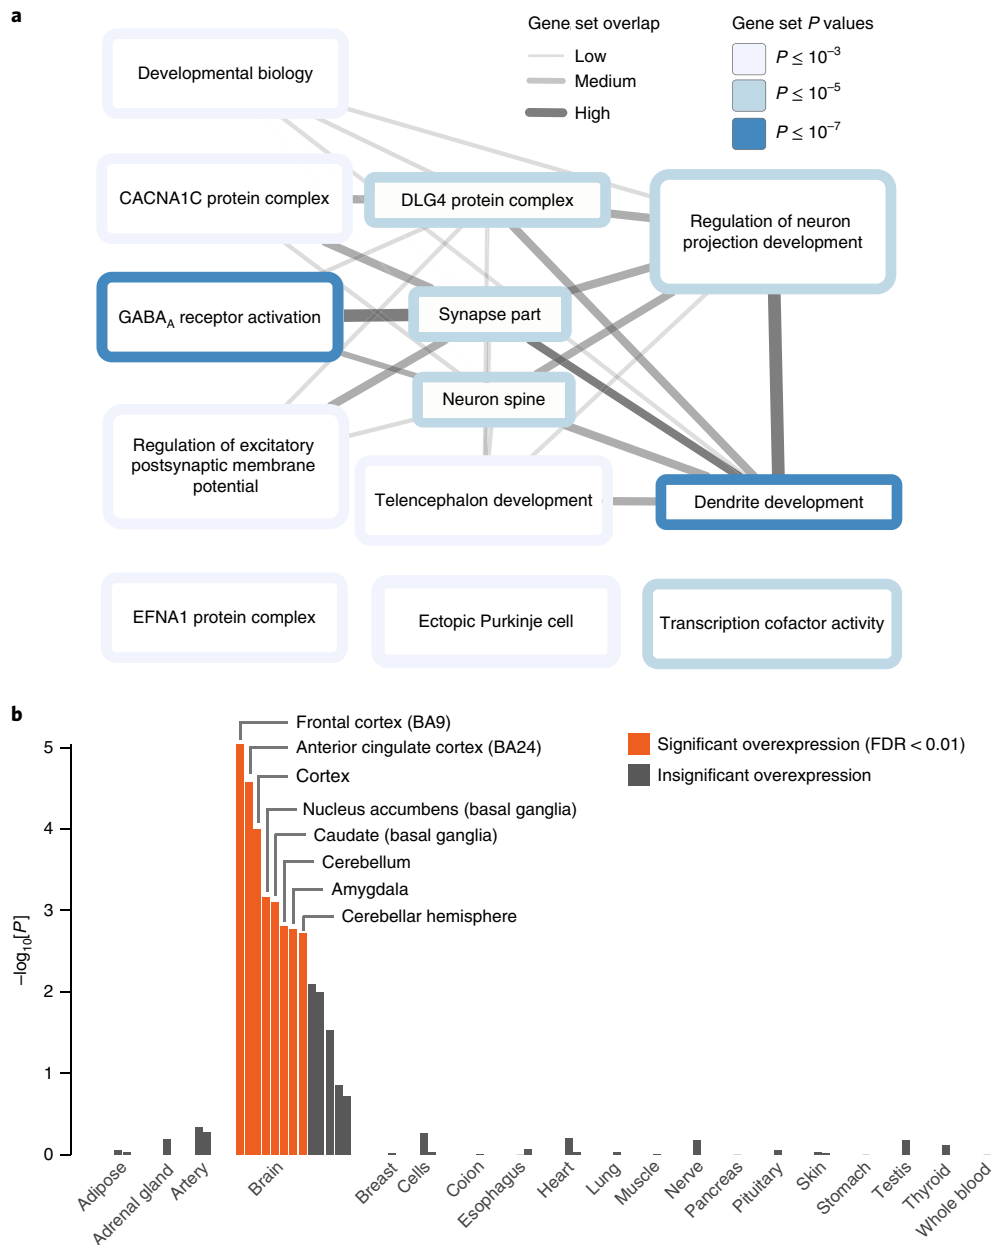 a
Gene set overlap
Low
Medium
High
Gene set P values
P ≤ 10⁻³
P ≤ 10⁻⁵
P ≤ 10⁻⁷
Developmental biology
CACNA1C protein complex
DLG4 protein complex
Regulation of neuron
projection development
GABA_A receptor activation
Synapse part
Neuron spine
Regulation of excitatory
postsynaptic membrane
potential
Telencephalon development
Dendrite development
EFNA1 protein complex
Ectopic Purkinje cell
Transcription cofactor activity
b
Frontal cortex (BA9)
Anterior cingulate cortex (BA24)
Cortex
Nucleus accumbens (basal ganglia)
Caudate (basal ganglia)
Cerebellum
Amygdala
Cerebellar hemisphere
Significant overexpression (FDR < 0.01)
Insignificant overexpression
−log₁₀[P]
5
4
3
2
1
0
Adipose
Adrenal gland
Artery
Brain
Breast
Cells
Colon
Esophagus
Heart
Lung
Muscle
Nerve
Pancreas
Pituitary
Skin
Stomach
Testis
Thyroid
Whole blood